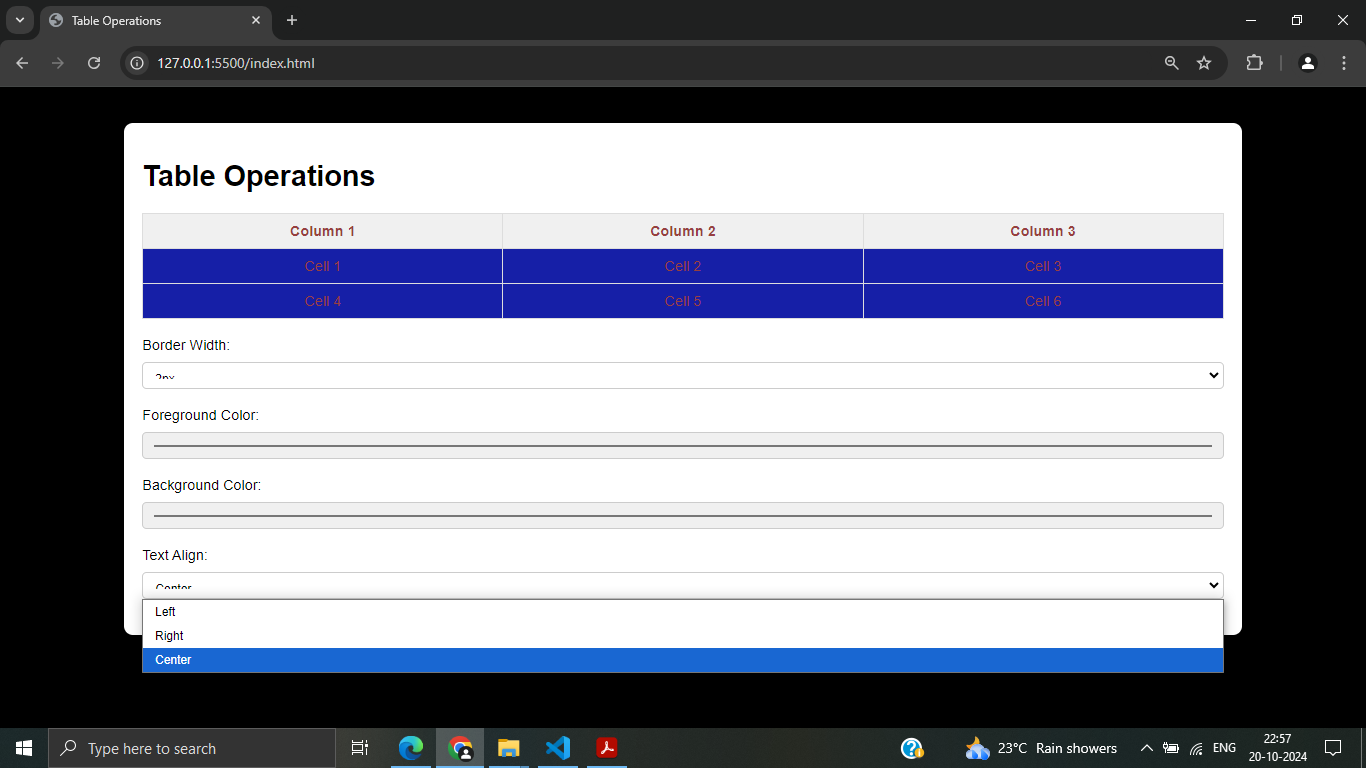 Table Operations
127.0.0.1:5500/index.html
Table Operations
Column 1 Column 2 Column 3
Cell 1 Cell 2 Cell 3
Cell 4 Cell 5 Cell 6
Border Width:
2px
Foreground Color:
Background Color:
Text Align:
Center
Left
Right
Center
Type here to search
23°C Rain showers
ENG
22:57
20-10-2024